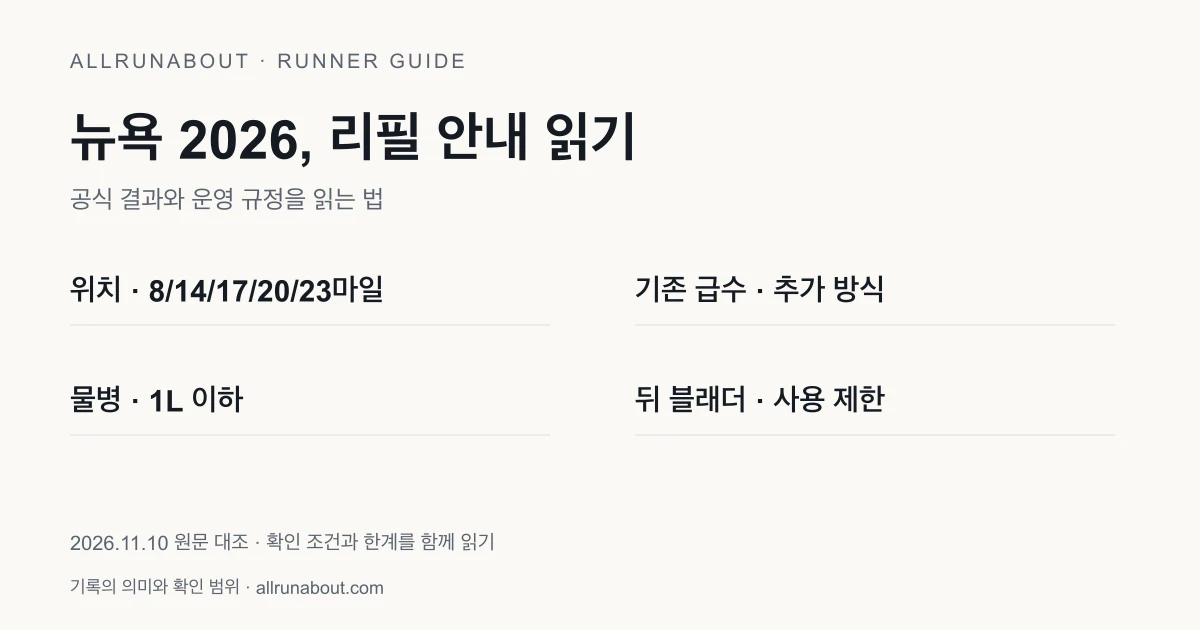 ALLRUNABOUT · RUNNER GUIDE
뉴욕 2026, 리필 안내 읽기
공식 결과와 운영 규정을 읽는 법
위치 · 8/14/17/20/23마일
기존 급수 · 추가 방식
물병 · 1L 이하
뒤 블래더 · 사용 제한
2026.11.10 원문 대조 · 확인 조건과 한계를 함께 읽기
기록의 의미와 확인 범위 · allrunabout.com